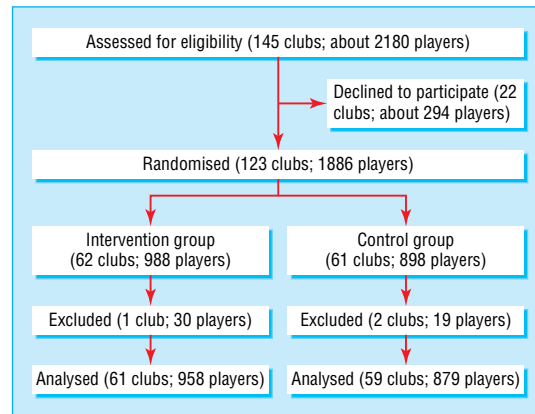 Assessed for eligibility (145 clubs; about 2180 players)
Declined to participate (22
clubs; about 294 players)
Randomised (123 clubs; 1886 players)
Intervention group
(62 clubs; 988 players)
Control group
(61 clubs; 898 players)
Excluded (1 club; 30 players)
Excluded (2 clubs; 19 players)
Analysed (61 clubs; 958 players)
Analysed (59 clubs; 879 players)